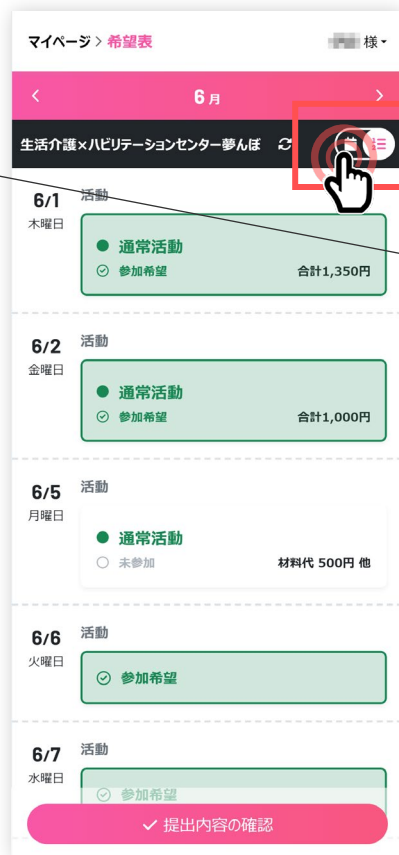 マイページ > 希望表
様
6 月
生活介護×ハビリテーションセンター夢んぼ
6/1
木曜日
活動
通常活動
参加希望 合計1,350円
6/2
金曜日
活動
通常活動
参加希望 合計1,000円
6/5
月曜日
活動
通常活動
未参加 材料代 500円 他
6/6
火曜日
活動
参加希望
6/7
水曜日
活動
参加希望
提出内容の確認